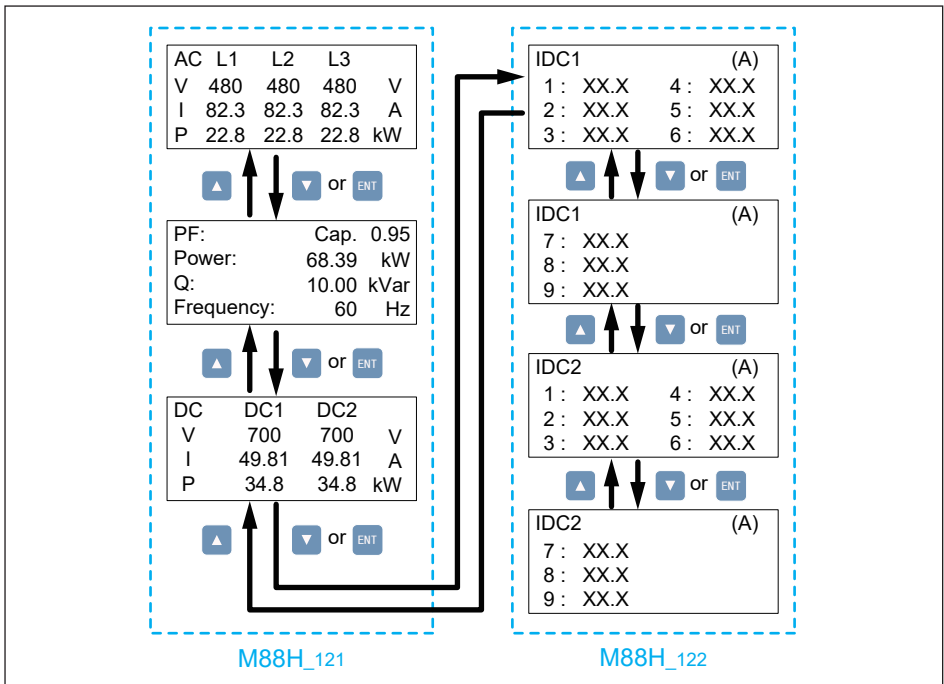 AC L1 L2 L3
V 480 480 480 V
I 82.3 82.3 82.3 A
P 22.8 22.8 22.8 kW
▲ ▼ or ENT
PF: Cap. 0.95
Power: 68.39 kW
Q: 10.00 kVar
Frequency: 60 Hz
▲ ▼ or ENT
DC DC1 DC2
V 700 700 V
I 49.81 49.81 A
P 34.8 34.8 kW
▲ ▼ or ENT
M88H_121
IDC1 (A)
1 : XX.X 4 : XX.X
2 : XX.X 5 : XX.X
3 : XX.X 6 : XX.X
▲ ▼ or ENT
IDC1 (A)
7 : XX.X
8 : XX.X
9 : XX.X
▲ ▼ or ENT
IDC2 (A)
1 : XX.X 4 : XX.X
2 : XX.X 5 : XX.X
3 : XX.X 6 : XX.X
▲ ▼ or ENT
IDC2 (A)
7 : XX.X
8 : XX.X
9 : XX.X
M88H_122